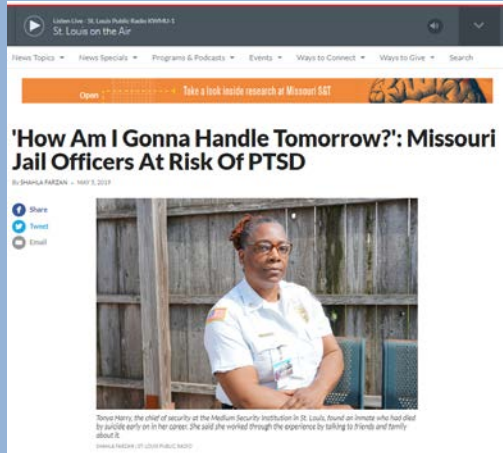 Listen Live · St. Louis Public Radio KWMU-1
St. Louis on the Air
News Topics News Specials Programs & Podcasts Events Ways to Connect Ways to Give Search
Open Take a look inside research at Missouri S&T
'How Am I Gonna Handle Tomorrow?': Missouri
Jail Officers At Risk Of PTSD
By SHAHLA FARZAN • MAY 5, 2019
Share
Tweet
Email
Tonya Harry, the chief of security at the Medium Security Institution in St. Louis, found an inmate who had died
by suicide early on in her career. She said she worked through the experience by talking to friends and family
about it.
SHAHLA FARZAN | ST. LOUIS PUBLIC RADIO